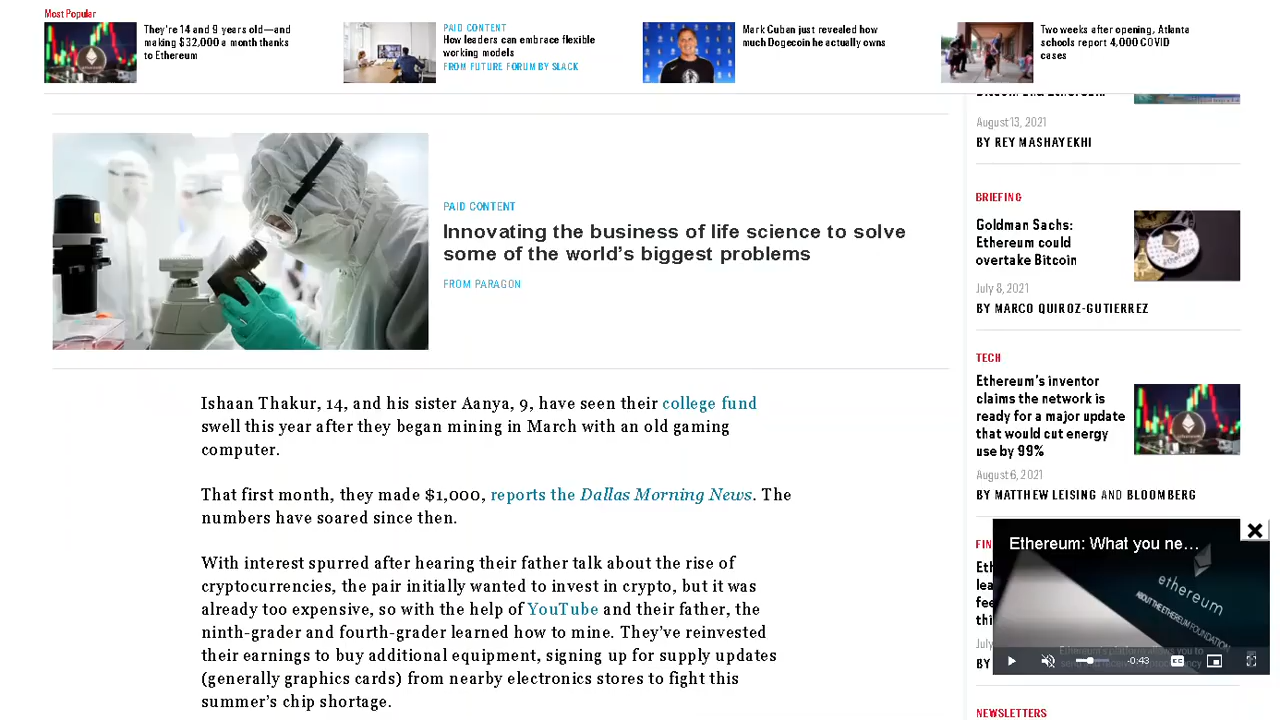 Most Popular
They're 14 and 9 years old—and
making $32,000 a month thanks
to Ethereum
PAID CONTENT
How leaders can embrace flexible
working models
FROM FUTURE FORUM BY SLACK
Mark Cuban just revealed how
much Dogecoin he actually owns
Two weeks after opening, Atlanta
schools report 4,000 COVID
cases
PAID CONTENT
Innovating the business of life science to solve
some of the world's biggest problems
FROM PARAGON
Ishaan Thakur, 14, and his sister Aanya, 9, have seen their college fund
swell this year after they began mining in March with an old gaming
computer.
That first month, they made $1,000, reports the Dallas Morning News. The
numbers have soared since then.
With interest spurred after hearing their father talk about the rise of
cryptocurrencies, the pair initially wanted to invest in crypto, but it was
already too expensive, so with the help of YouTube and their father, the
ninth-grader and fourth-grader learned how to mine. They've reinvested
their earnings to buy additional equipment, signing up for supply updates
(generally graphics cards) from nearby electronics stores to fight this
summer's chip shortage.
August 13, 2021
BY REY MASHAYEKHI
BRIEFING
Goldman Sachs:
Ethereum could
overtake Bitcoin
July 8, 2021
BY MARCO QUIROZ-GUTIERREZ
TECH
Ethereum's inventor
claims the network is
ready for a major update
that would cut energy
use by 99%
August 6, 2021
BY MATTHEW LEISING AND BLOOMBERG
FIN
Eth
lea
fee
thi
July
BY
Ethereum: What you ne...
ethereum
ABOUT THE ETHEREUM FOUNDATION
-0:43
CC
NEWSLETTERS